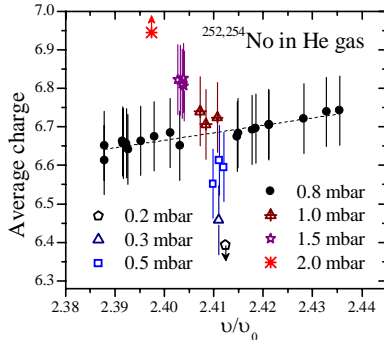 7.0
6.9
6.8
6.7
6.6
6.5
6.4
6.3
Average charge
252,254No in He gas
0.2 mbar
0.3 mbar
0.5 mbar
0.8 mbar
1.0 mbar
1.5 mbar
2.0 mbar
2.38 2.39 2.40 2.41 2.42 2.43 2.44
υ/υ0